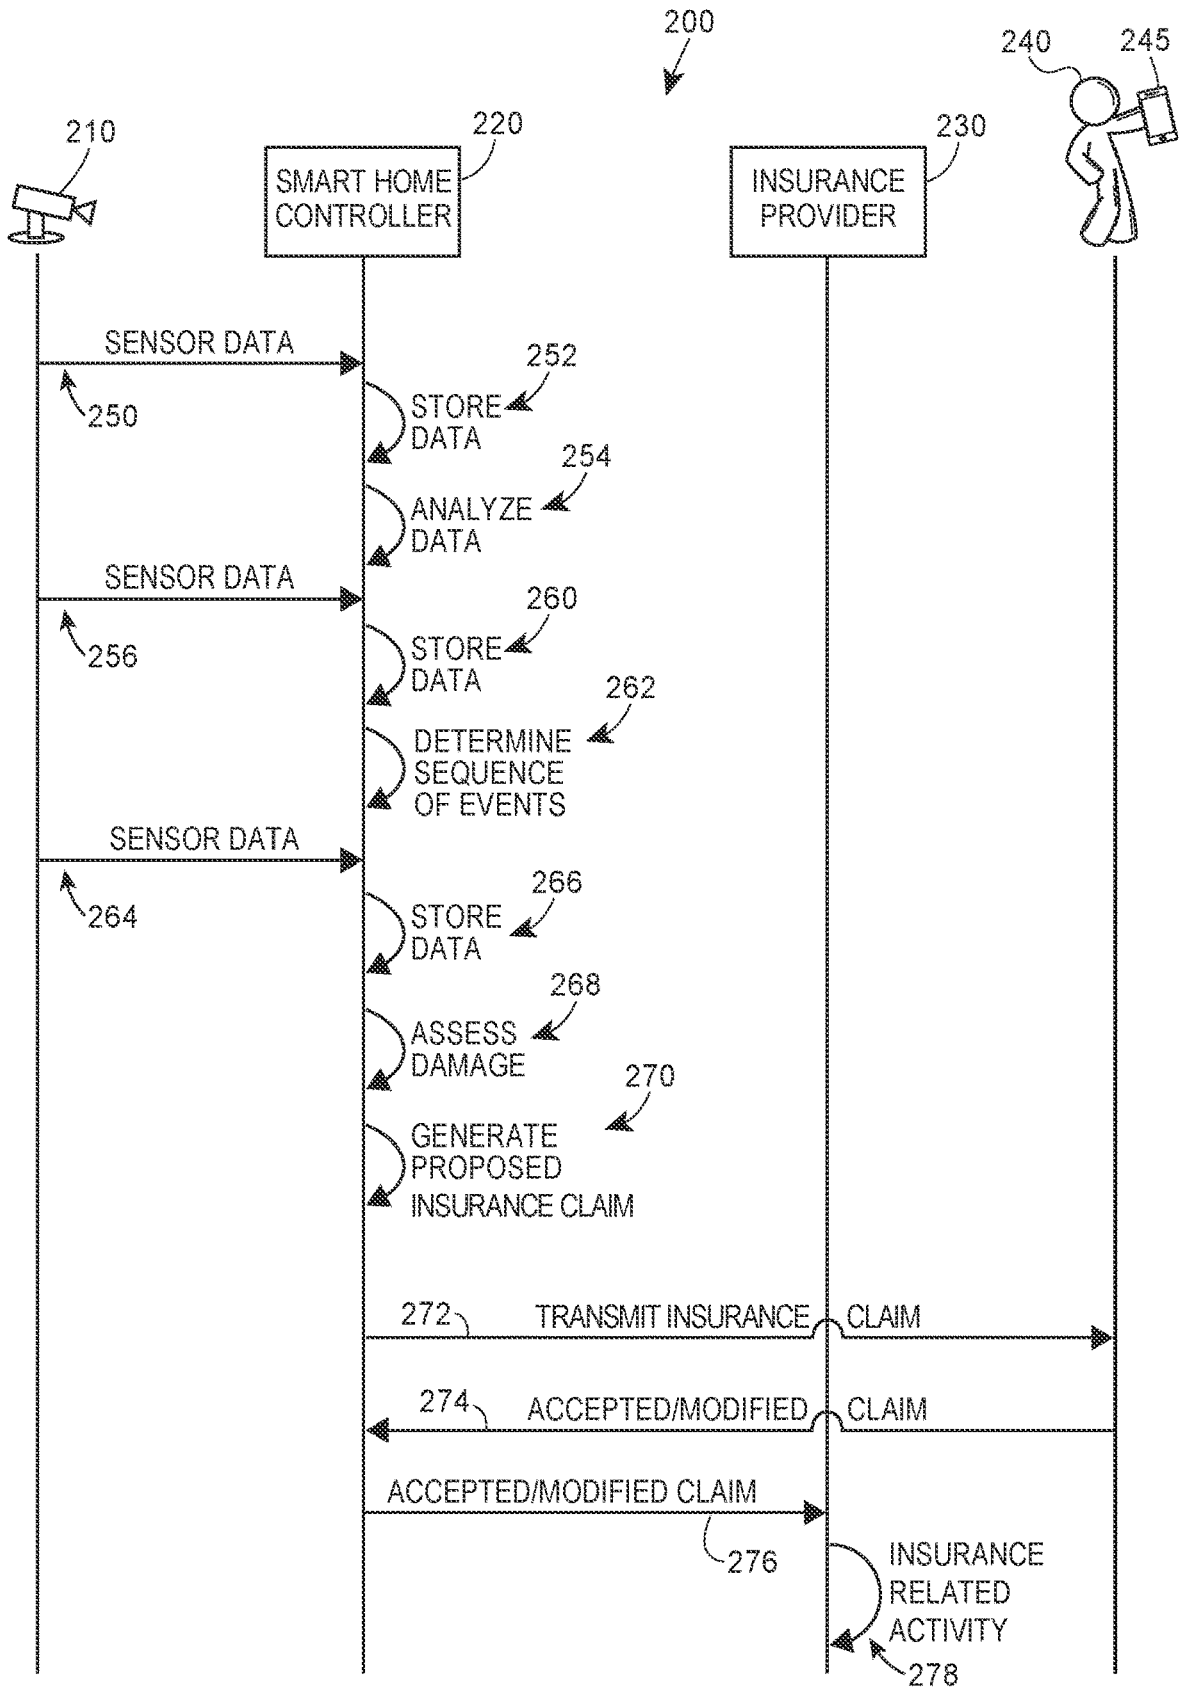 200
240
245
210
220
230
SMART HOME
CONTROLLER
INSURANCE
PROVIDER
SENSOR DATA
250
252
STORE
DATA
254
ANALYZE
DATA
SENSOR DATA
256
260
STORE
DATA
262
DETERMINE
SEQUENCE
OF EVENTS
SENSOR DATA
264
266
STORE
DATA
268
ASSESS
DAMAGE
270
GENERATE
PROPOSED
INSURANCE CLAIM
272
TRANSMIT INSURANCE CLAIM
274
ACCEPTED/MODIFIED CLAIM
ACCEPTED/MODIFIED CLAIM
276
INSURANCE
RELATED
ACTIVITY
278